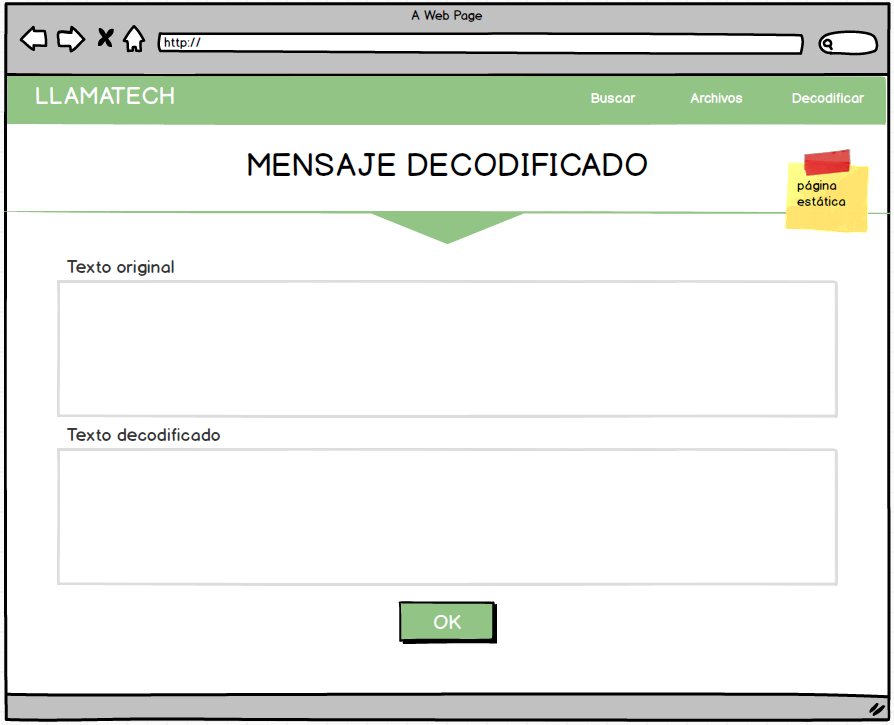 A Web Page
http://
LLAMATECH
Buscar
Archivos
Decodificar
MENSAJE DECODIFICADO
página
estática
Texto original
Texto decodificado
OK